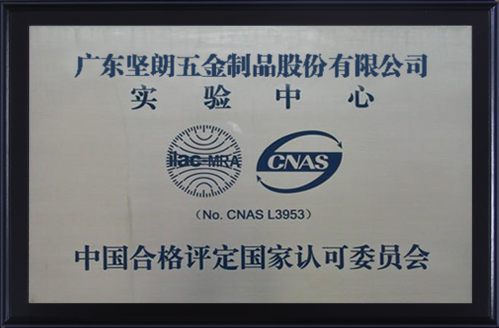 广东坚朗五金制品股份有限公司
实验中心
ilac-MRA CNAS
（No. CNAS L3953）
中国合格评定国家认可委员会